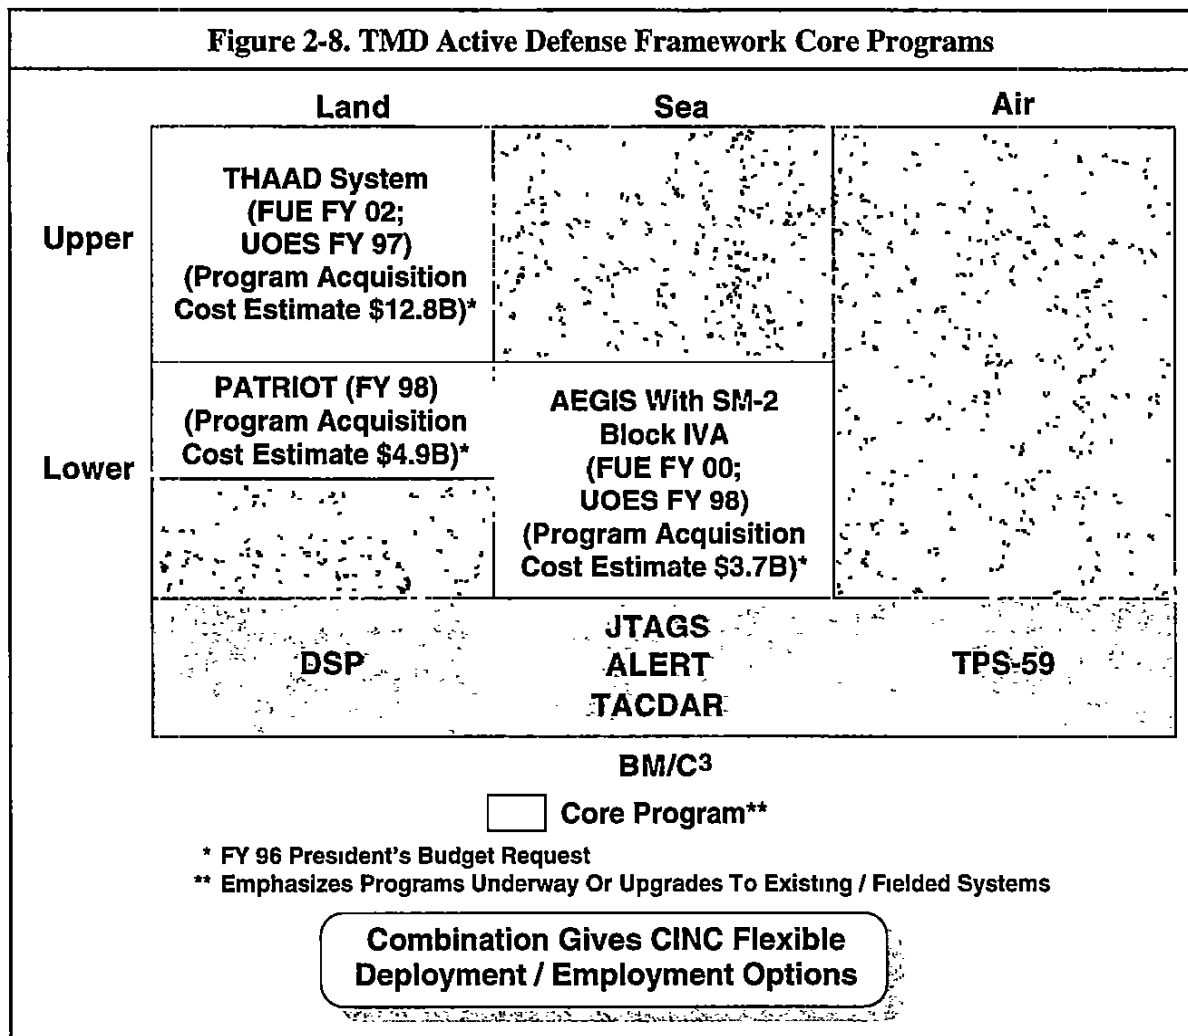 Figure 2-8. TMD Active Defense Framework Core Programs
Land Sea Air
Upper
THAAD System
(FUE FY 02;
UOES FY 97)
(Program Acquisition
Cost Estimate $12.8B)*
Lower
PATRIOT (FY 98)
(Program Acquisition
Cost Estimate $4.9B)*
AEGIS With SM-2
Block IVA
(FUE FY 00;
UOES FY 98)
(Program Acquisition
Cost Estimate $3.7B)*
DSP
JTAGS
ALERT
TACDAR
TPS-59
BM/C³
Core Program**
* FY 96 President's Budget Request
** Emphasizes Programs Underway Or Upgrades To Existing / Fielded Systems
Combination Gives CINC Flexible
Deployment / Employment Options